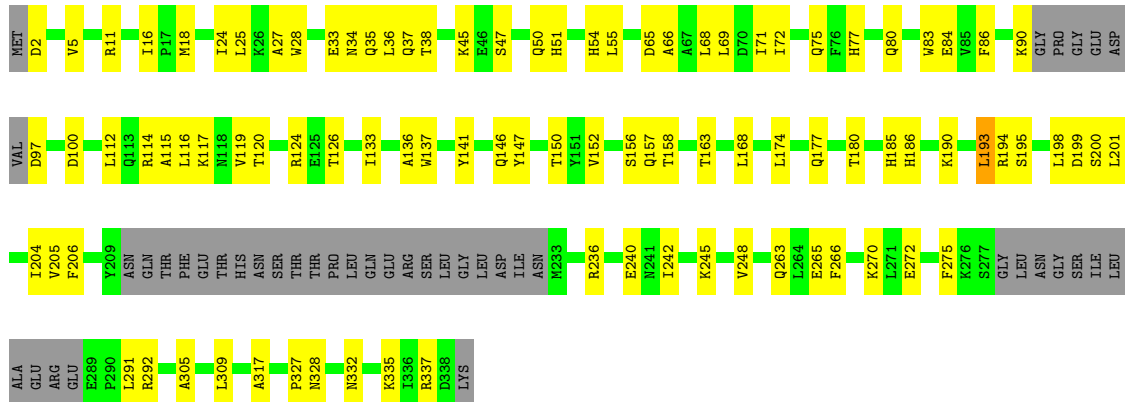 MET D2 V5 R11 I16 P17 M18 I24 L25 K26 A27 W28 E33 N34 Q35 L36 Q37 T38 K45 E46 S47 Q50 H51 H54 L55 D65 A66 A67 L68 L69 D70 I71 I72 Q75 F76 H77 Q80 W83 E84 V85 F86 K90 GLY PRO GLY GLU ASP
VAL D97 D100 L112 Q113 R114 A115 L116 K117 N118 V119 T120 R124 E125 T126 I133 A136 W137 Y141 Q146 Y147 T150 Y151 V152 S156 Q157 T158 T163 L168 L174 Q177 T180 H185 H186 K190 L193 R194 S195 L198 D199 S200 L201
I204 V205 F206 Y209 ASN GLN THR PHE GLU THR HIS ASN SER THR THR PRO LEU GLN GLU ARG SER LEU GLY LEU ASP ILE ASN M233 R236 E240 N241 I242 K245 V248 Q263 L264 E265 F266 K270 L271 E272 F275 K276 S277 GLY LEU ASN GLY SER ILE LEU
ALA GLU ARG GLU E289 P290 L291 R292 A305 L309 A317 P327 N328 N332 K335 I336 R337 D338 LYS